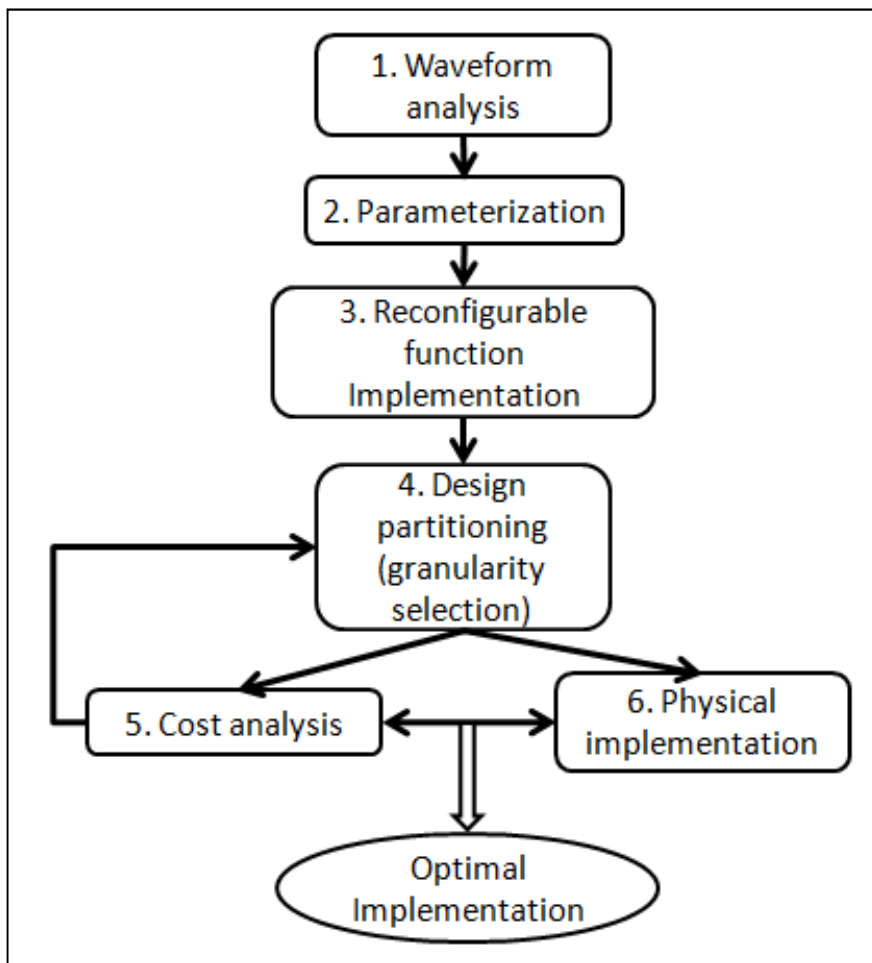 1. Waveform
analysis
2. Parameterization
3. Reconfigurable
function
Implementation
4. Design
partitioning
(granularity
selection)
5. Cost analysis
6. Physical
implementation
Optimal
Implementation